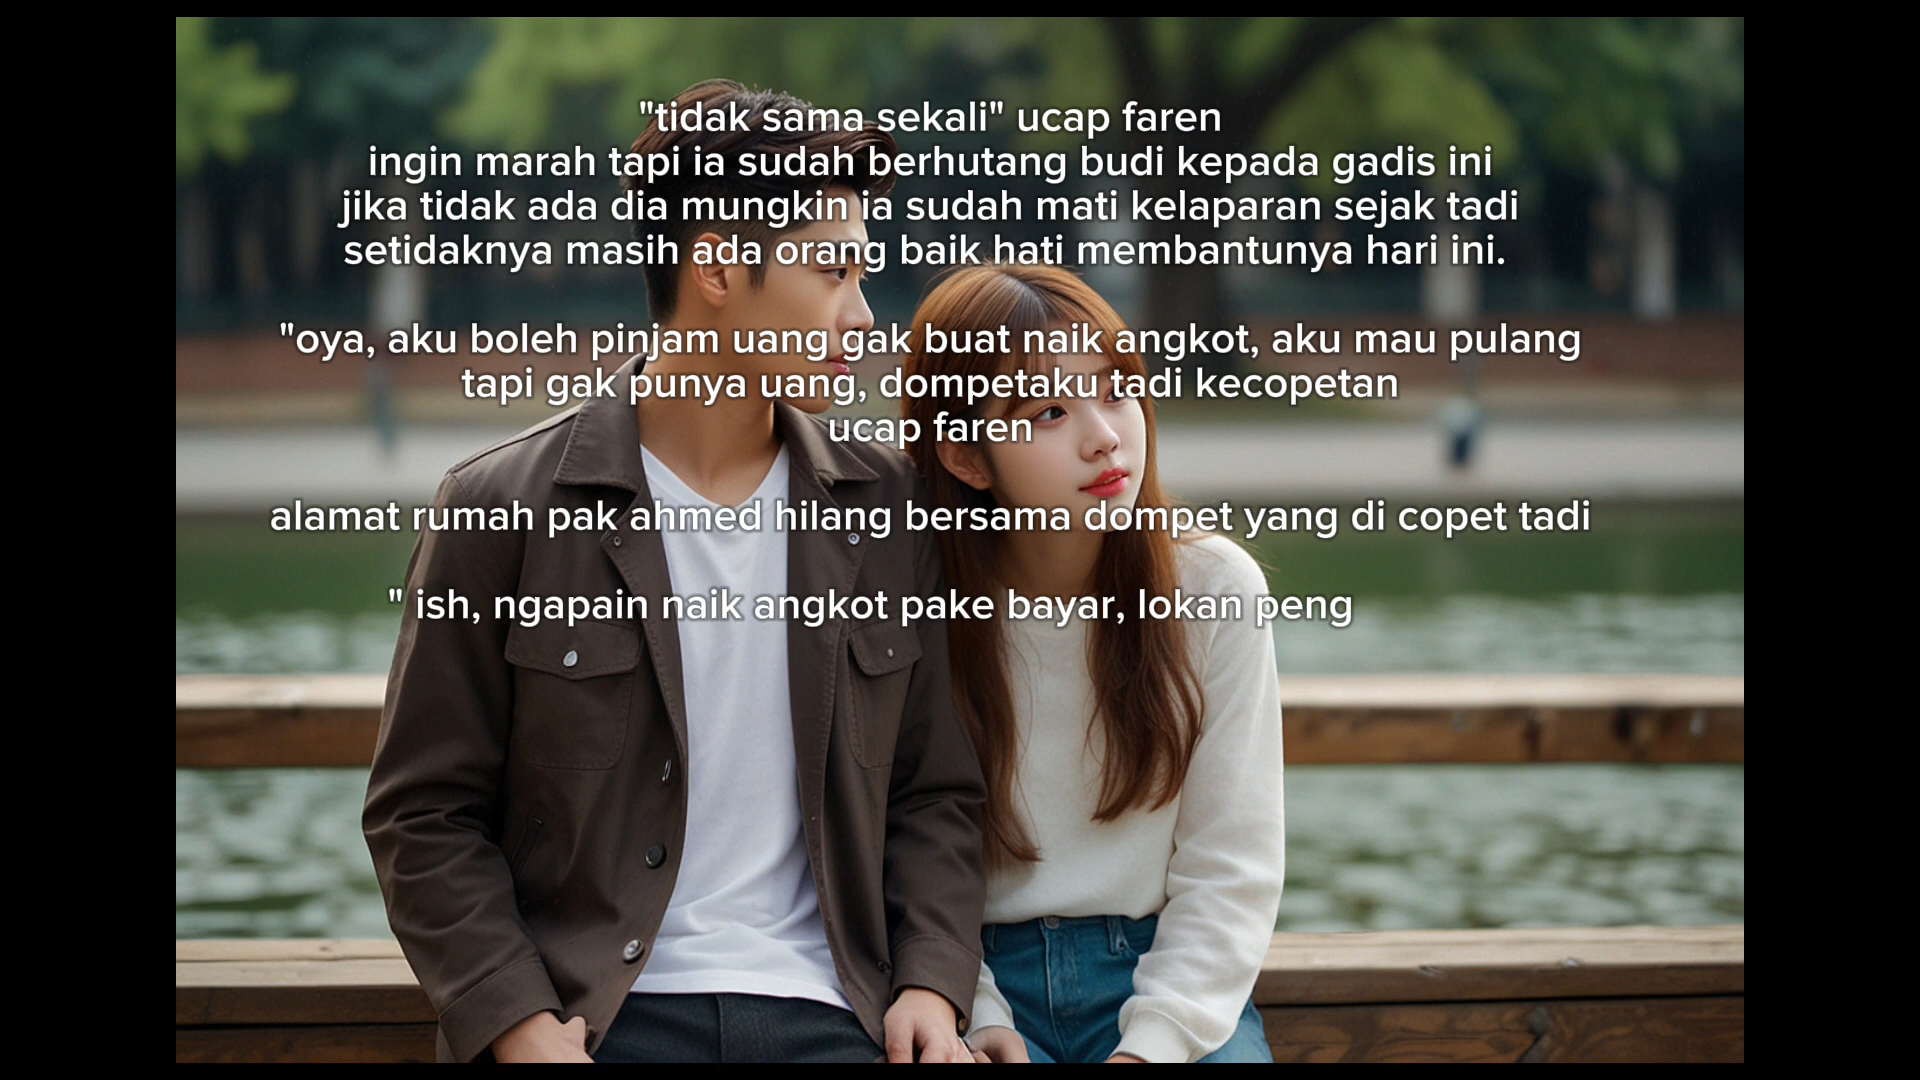 "tidak sama sekali" ucap faren
ingin marah tapi ia sudah berhutang budi kepada gadis ini
jika tidak ada dia mungkin ia sudah mati kelaparan sejak tadi
setidaknya masih ada orang baik hati membantunya hari ini.
"oya, aku boleh pinjam uang gak buat naik angkot, aku mau pulang
tapi gak punya uang, dompetaku tadi kecopetan
ucap faren
alamat rumah pak ahmed hilang bersama dompet yang di copet tadi
" ish, ngapain naik angkot pake bayar, lokan peng